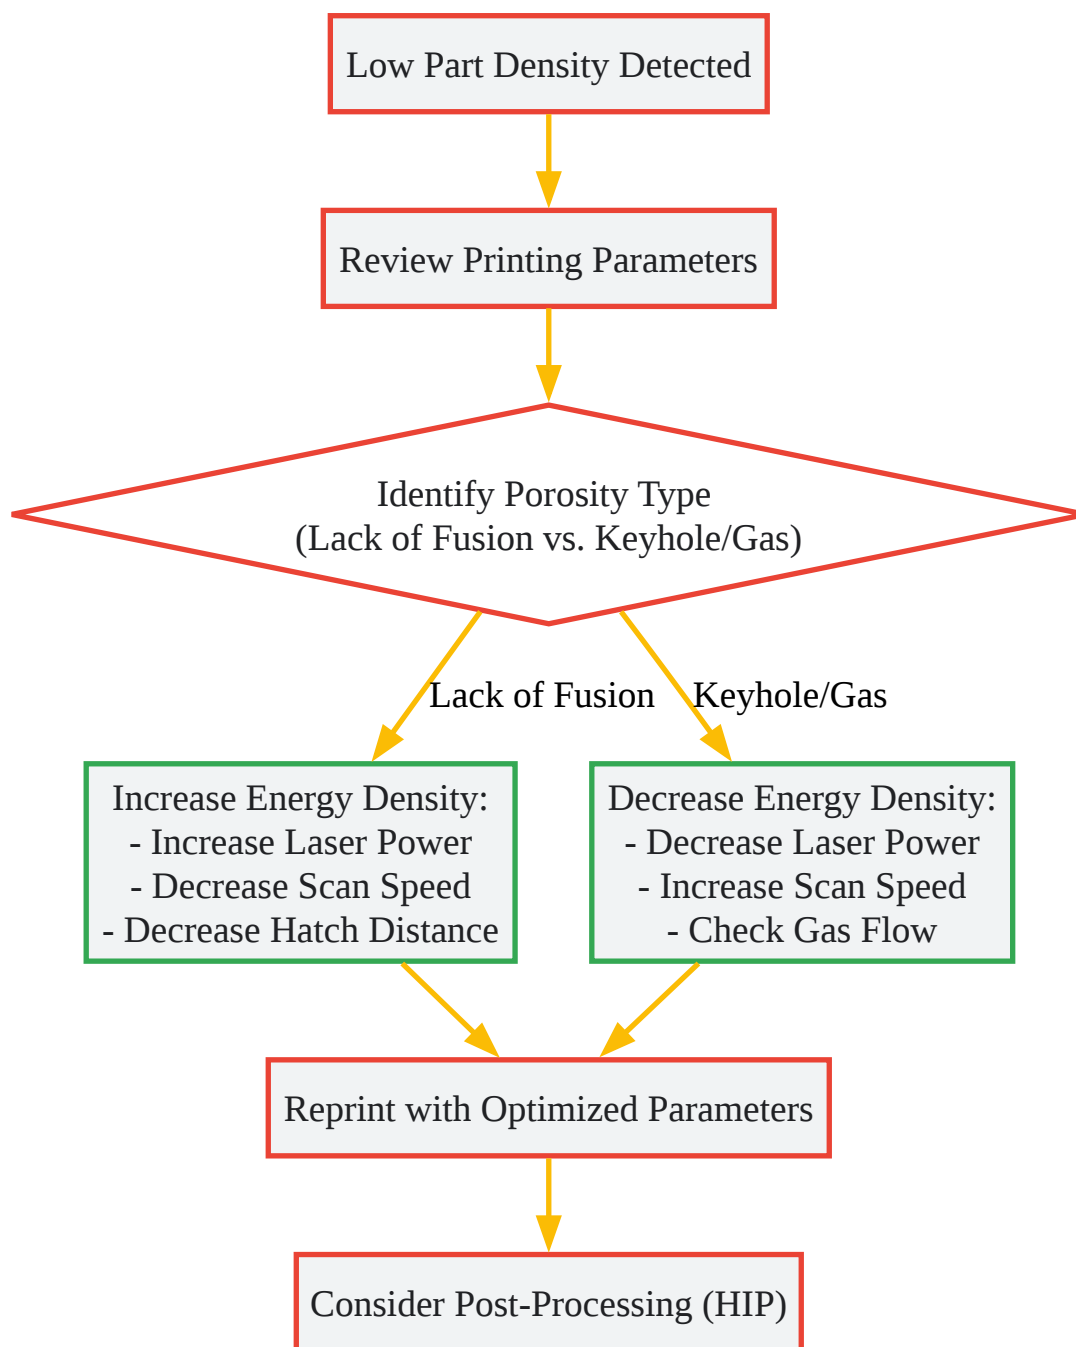 Low Part Density Detected
Review Printing Parameters
Identify Porosity Type
(Lack of Fusion vs. Keyhole/Gas)
Lack of Fusion
Keyhole/Gas
Increase Energy Density:
- Increase Laser Power
- Decrease Scan Speed
- Decrease Hatch Distance
Decrease Energy Density:
- Decrease Laser Power
- Increase Scan Speed
- Check Gas Flow
Reprint with Optimized Parameters
Consider Post-Processing (HIP)